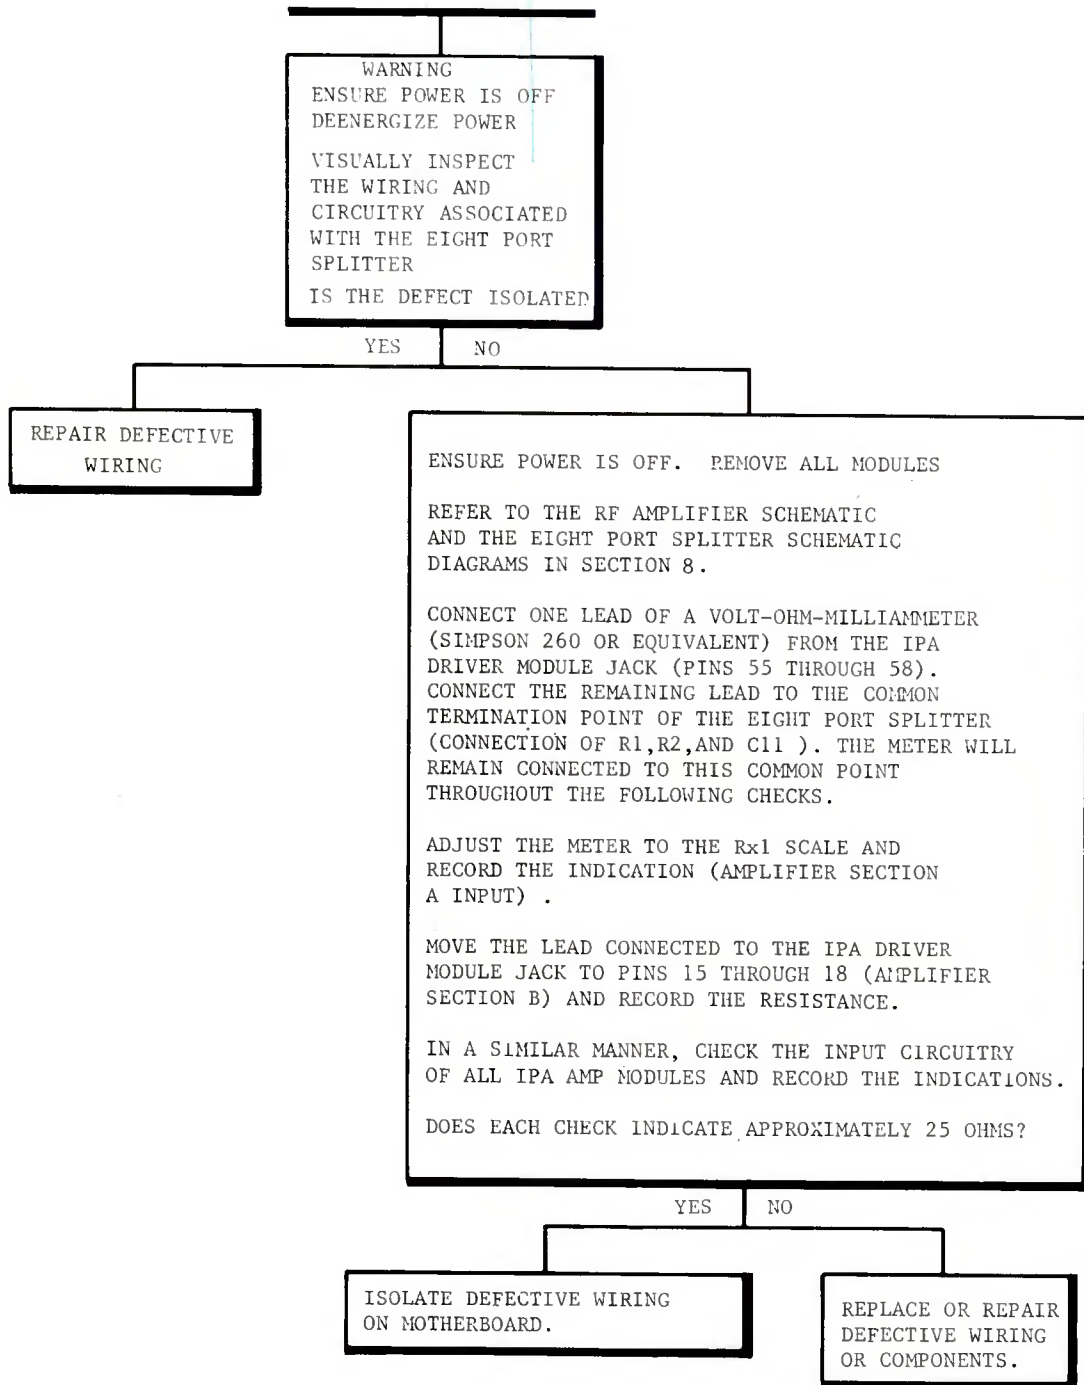 WARNING
ENSURE POWER IS OFF
DEENERGIZE POWER
VISUALLY INSPECT
THE WIRING AND
CIRCUITRY ASSOCIATED
WITH THE EIGHT PORT
SPLITTER
IS THE DEFECT ISOLATED
YES NO
REPAIR DEFECTIVE
WIRING
ENSURE POWER IS OFF. REMOVE ALL MODULES
REFER TO THE RF AMPLIFIER SCHEMATIC
AND THE EIGHT PORT SPLITTER SCHEMATIC
DIAGRAMS IN SECTION 8.
CONNECT ONE LEAD OF A VOLT-OHM-MILLIAMMETER
(SIMPSON 260 OR EQUIVALENT) FROM THE IPA
DRIVER MODULE JACK (PINS 55 THROUGH 58).
CONNECT THE REMAINING LEAD TO THE COMMON
TERMINATION POINT OF THE EIGHT PORT SPLITTER
(CONNECTION OF R1,R2,AND C11 ). THE METER WILL
REMAIN CONNECTED TO THIS COMMON POINT
THROUGHOUT THE FOLLOWING CHECKS.
ADJUST THE METER TO THE Rx1 SCALE AND
RECORD THE INDICATION (AMPLIFIER SECTION
A INPUT) .
MOVE THE LEAD CONNECTED TO THE IPA DRIVER
MODULE JACK TO PINS 15 THROUGH 18 (AMPLIFIER
SECTION B) AND RECORD THE RESISTANCE.
IN A SIMILAR MANNER, CHECK THE INPUT CIRCUITRY
OF ALL IPA AMP MODULES AND RECORD THE INDICATIONS.
DOES EACH CHECK INDICATE APPROXIMATELY 25 OHMS?
YES NO
ISOLATE DEFECTIVE WIRING
ON MOTHERBOARD.
REPLACE OR REPAIR
DEFECTIVE WIRING
OR COMPONENTS.